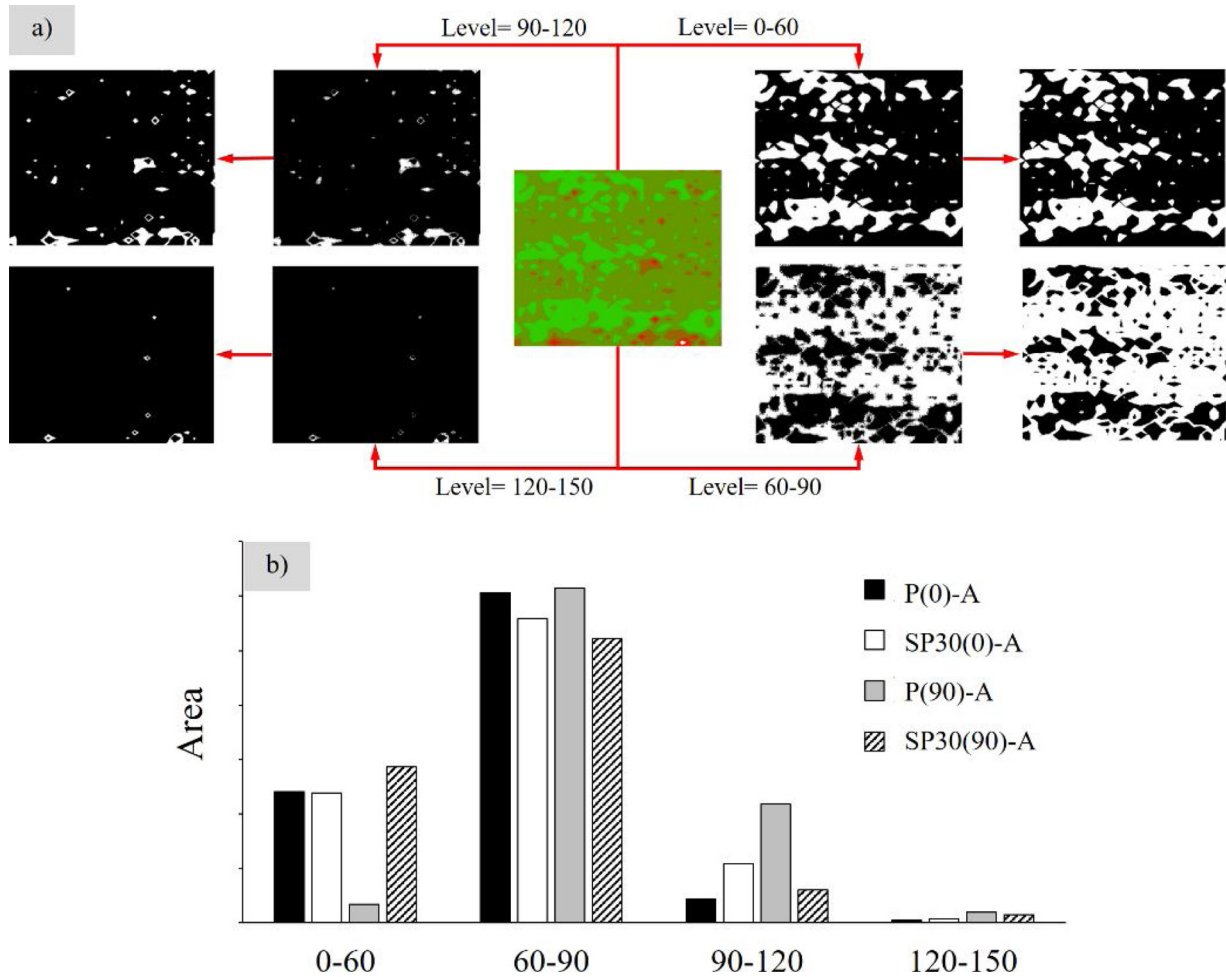 a)
Level= 90-120
Level= 0-60
Level= 120-150
Level= 60-90
b)
P(0)-A
SP30(0)-A
P(90)-A
SP30(90)-A
Area
0-60
60-90
90-120
120-150